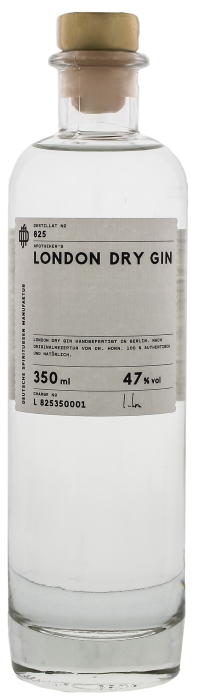 DESTILLAT NO
825
APOTHEKER'S
LONDON DRY GIN
LONDON DRY GIN HANDGEFERTIGT IN BERLIN. NACH
ORIGINALREZEPTUR VON DR. HORN. 100 % AUTHENTISCH
UND NATÜRLICH.
350 ml 47 % vol
CHARGE NO
L 825350001
DEUTSCHE SPIRITUOSEN MANUFAKTUR